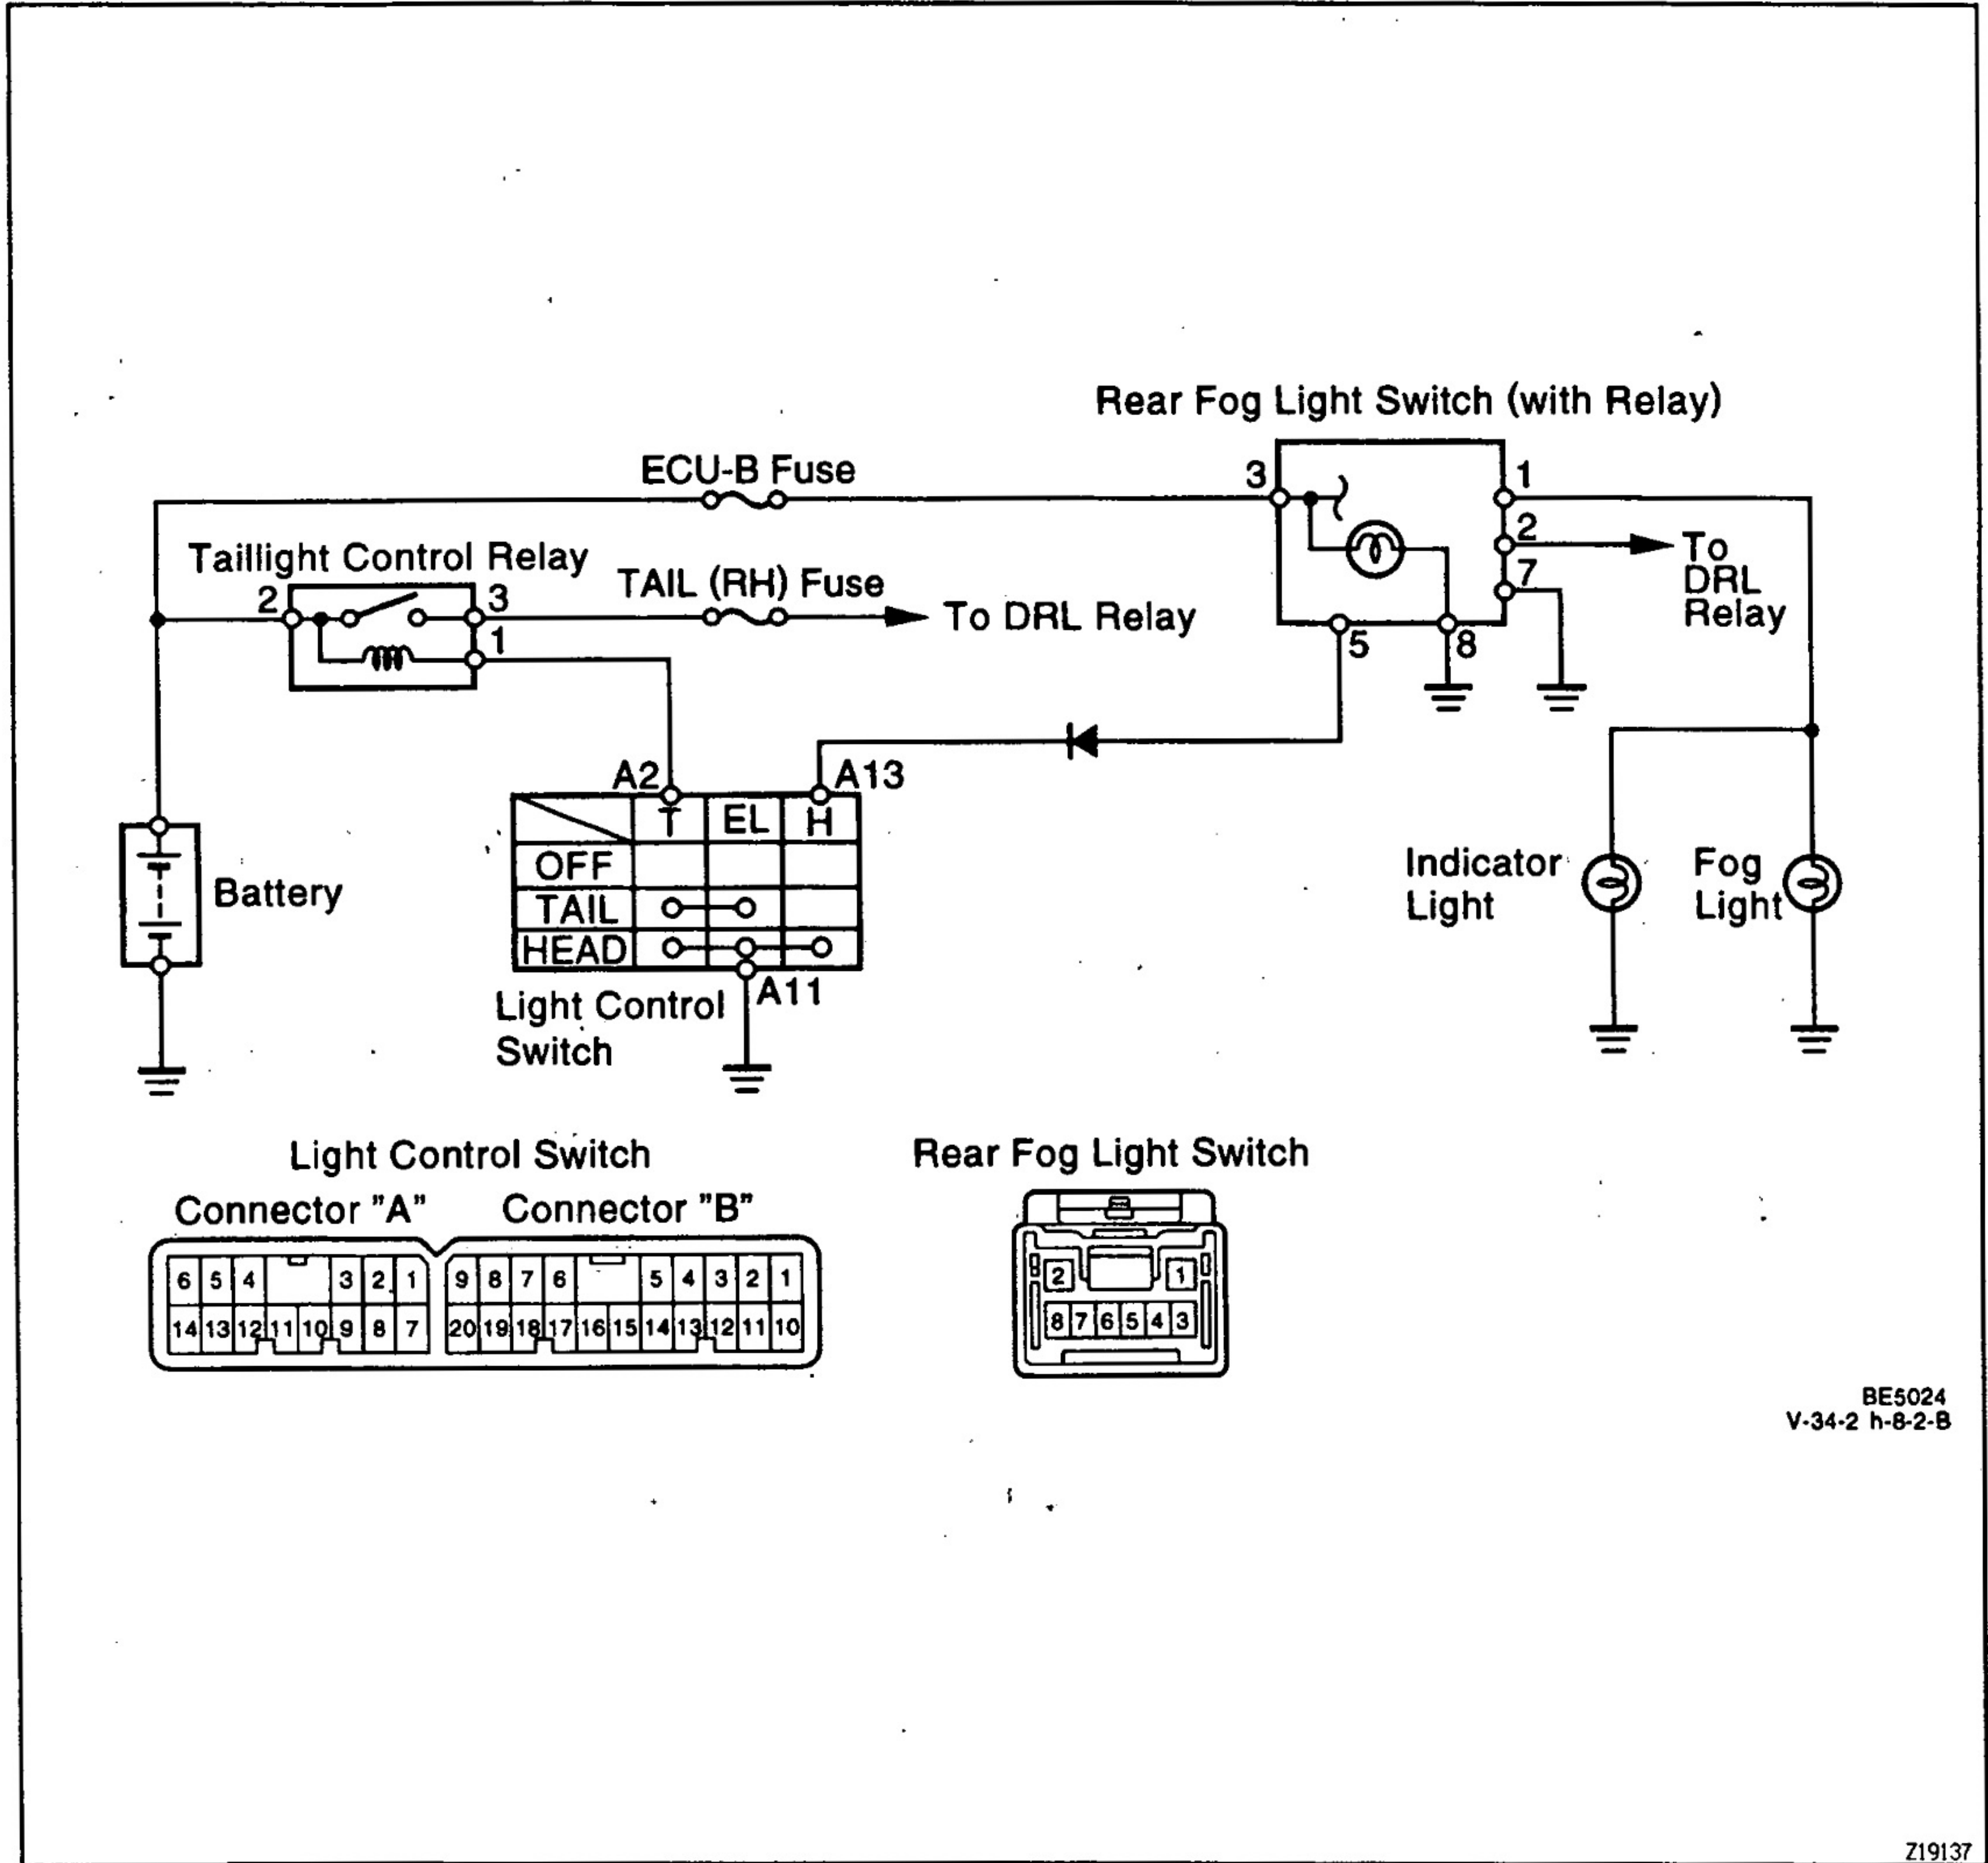 Rear Fog Light Switch (with Relay)
ECU-B Fuse
3
1
2
To
DRL
Relay
7
5
8
Taillight Control Relay
2
3
1
TAIL (RH) Fuse
To DRL Relay
A2
A13
T EL H
OFF
TAIL
HEAD
A11
Light Control
Switch
Battery
Indicator
Light
Fog
Light
Light Control Switch
Connector "A"
Connector "B"
6 5 4 3 2 1
14 13 12 11 10 9 8 7
9 8 7 6 5 4 3 2 1
20 19 18 17 16 15 14 13 12 11 10
Rear Fog Light Switch
2 1
8 7 6 5 4 3
BE5024
V-34-2 h-8-2-B
Z19137